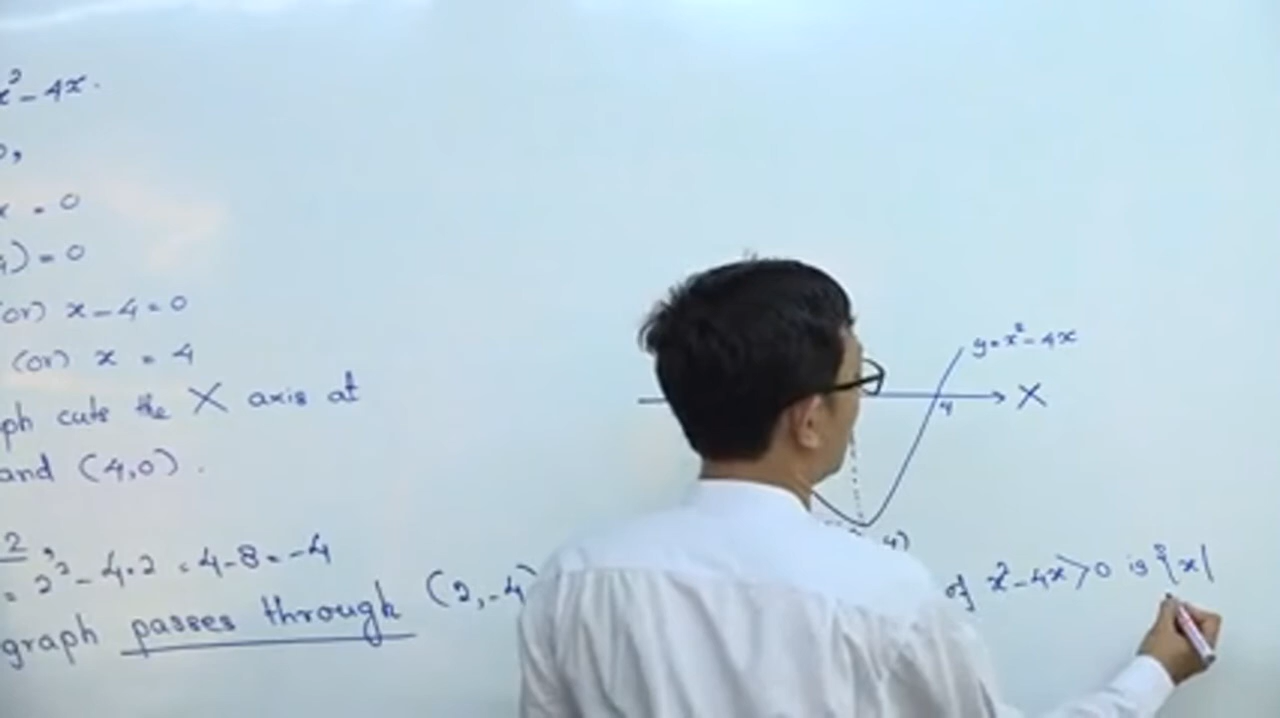 x² - 4x.
0,
x = 0
4) = 0
(or) x - 4 = 0
(or) x = 4
ph cuts the X axis at
and (4,0).
2,
= 2² - 4.2 = 4-8 = -4
graph passes through (2,-4)
y = x² - 4x
X
4
4)
of x² - 4x > 0 is {x|